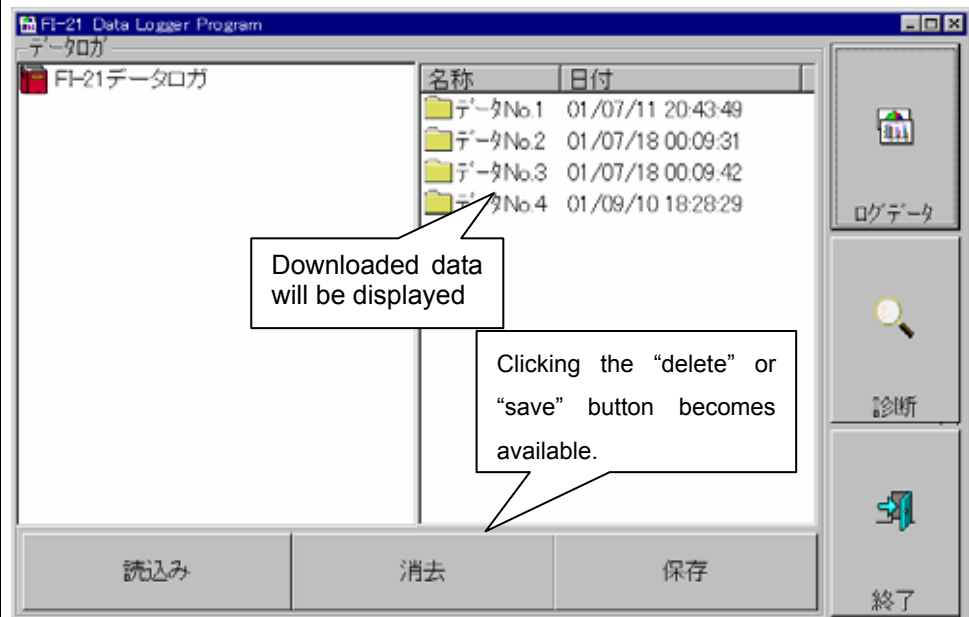 FI-21 Data Logger Program
データロガ
FI-21データロガ
名称 日付
データNo.1 01/07/11 20:43:49
データNo.2 01/07/18 00:09:31
データNo.3 01/07/18 00:09:42
データNo.4 01/09/10 18:28:29
Downloaded data
will be displayed
Clicking the “delete” or
“save” button becomes
available.
ログデータ
診断
終了
読込み 消去 保存